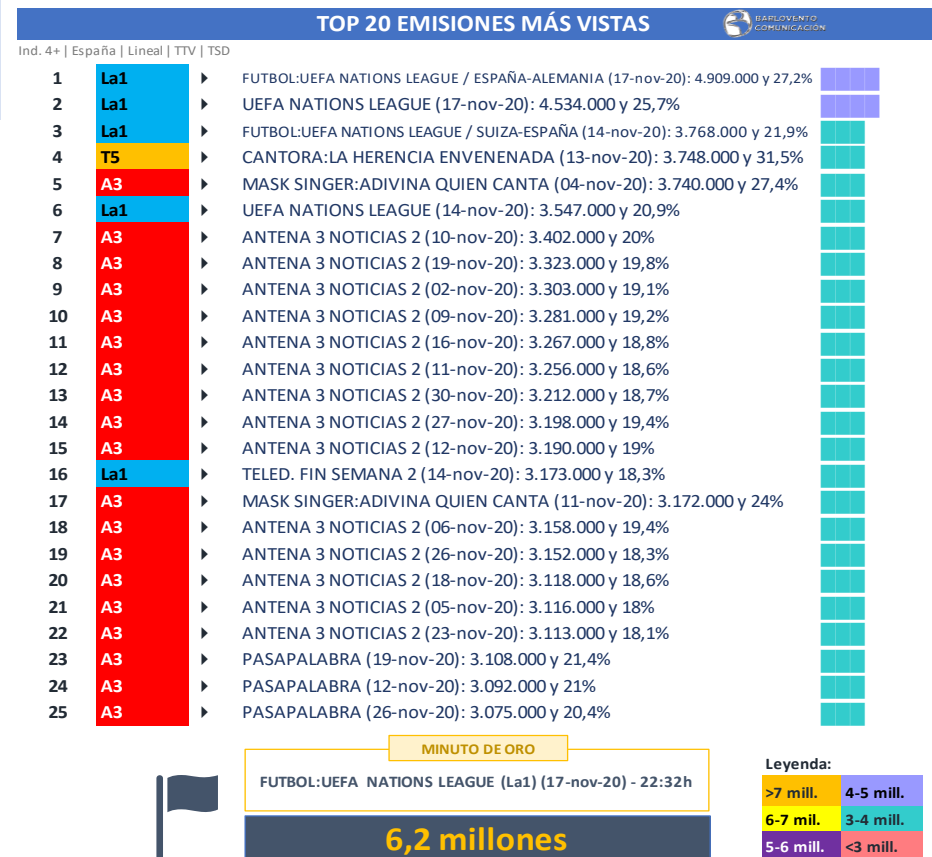 TOP 20 EMISIONES MÁS VISTAS
BARLOVENTO
COMUNICACIÓN
Ind. 4+ | España | Lineal | TTV | TSD
1 La1 FUTBOL:UEFA NATIONS LEAGUE / ESPAÑA-ALEMANIA (17-nov-20): 4.909.000 y 27,2%
2 La1 UEFA NATIONS LEAGUE (17-nov-20): 4.534.000 y 25,7%
3 La1 FUTBOL:UEFA NATIONS LEAGUE / SUIZA-ESPAÑA (14-nov-20): 3.768.000 y 21,9%
4 T5 CANTORA:LA HERENCIA ENVENENADA (13-nov-20): 3.748.000 y 31,5%
5 A3 MASK SINGER:ADIVINA QUIEN CANTA (04-nov-20): 3.740.000 y 27,4%
6 La1 UEFA NATIONS LEAGUE (14-nov-20): 3.547.000 y 20,9%
7 A3 ANTENA 3 NOTICIAS 2 (10-nov-20): 3.402.000 y 20%
8 A3 ANTENA 3 NOTICIAS 2 (19-nov-20): 3.323.000 y 19,8%
9 A3 ANTENA 3 NOTICIAS 2 (02-nov-20): 3.303.000 y 19,1%
10 A3 ANTENA 3 NOTICIAS 2 (09-nov-20): 3.281.000 y 19,2%
11 A3 ANTENA 3 NOTICIAS 2 (16-nov-20): 3.267.000 y 18,8%
12 A3 ANTENA 3 NOTICIAS 2 (11-nov-20): 3.256.000 y 18,6%
13 A3 ANTENA 3 NOTICIAS 2 (30-nov-20): 3.212.000 y 18,7%
14 A3 ANTENA 3 NOTICIAS 2 (27-nov-20): 3.198.000 y 19,4%
15 A3 ANTENA 3 NOTICIAS 2 (12-nov-20): 3.190.000 y 19%
16 La1 TELED. FIN SEMANA 2 (14-nov-20): 3.173.000 y 18,3%
17 A3 MASK SINGER:ADIVINA QUIEN CANTA (11-nov-20): 3.172.000 y 24%
18 A3 ANTENA 3 NOTICIAS 2 (06-nov-20): 3.158.000 y 19,4%
19 A3 ANTENA 3 NOTICIAS 2 (26-nov-20): 3.152.000 y 18,3%
20 A3 ANTENA 3 NOTICIAS 2 (18-nov-20): 3.118.000 y 18,6%
21 A3 ANTENA 3 NOTICIAS 2 (05-nov-20): 3.116.000 y 18%
22 A3 ANTENA 3 NOTICIAS 2 (23-nov-20): 3.113.000 y 18,1%
23 A3 PASAPALABRA (19-nov-20): 3.108.000 y 21,4%
24 A3 PASAPALABRA (12-nov-20): 3.092.000 y 21%
25 A3 PASAPALABRA (26-nov-20): 3.075.000 y 20,4%
MINUTO DE ORO
FUTBOL:UEFA NATIONS LEAGUE (La1) (17-nov-20) - 22:32h
6,2 millones
Leyenda:
>7 mill. 4-5 mill.
6-7 mil. 3-4 mill.
5-6 mill. <3 mill.